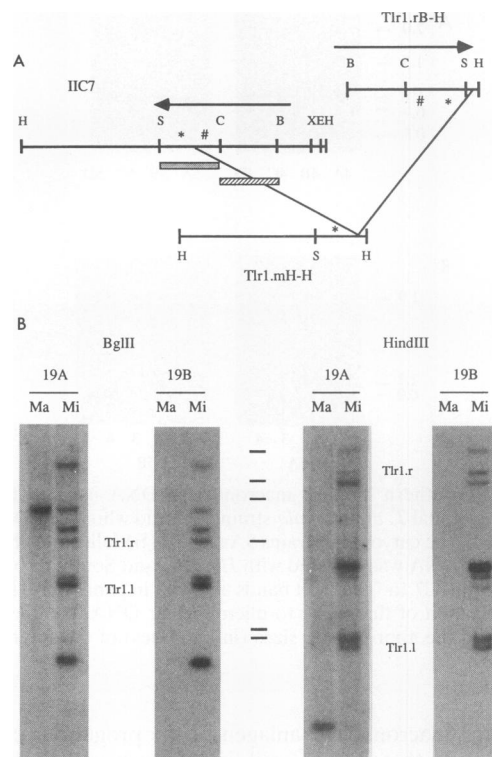 Tlr1.rB-H
A
B C S H
# *
IIC7
H S C B XEH
* #
*
H S H
Tlr1.mH-H
B
BglII HindIII
19A 19B 19A 19B
Ma Mi Ma Mi Ma Mi Ma Mi
Tlr1.r
Tlr1.r
Tlr1.l
Tlr1.l